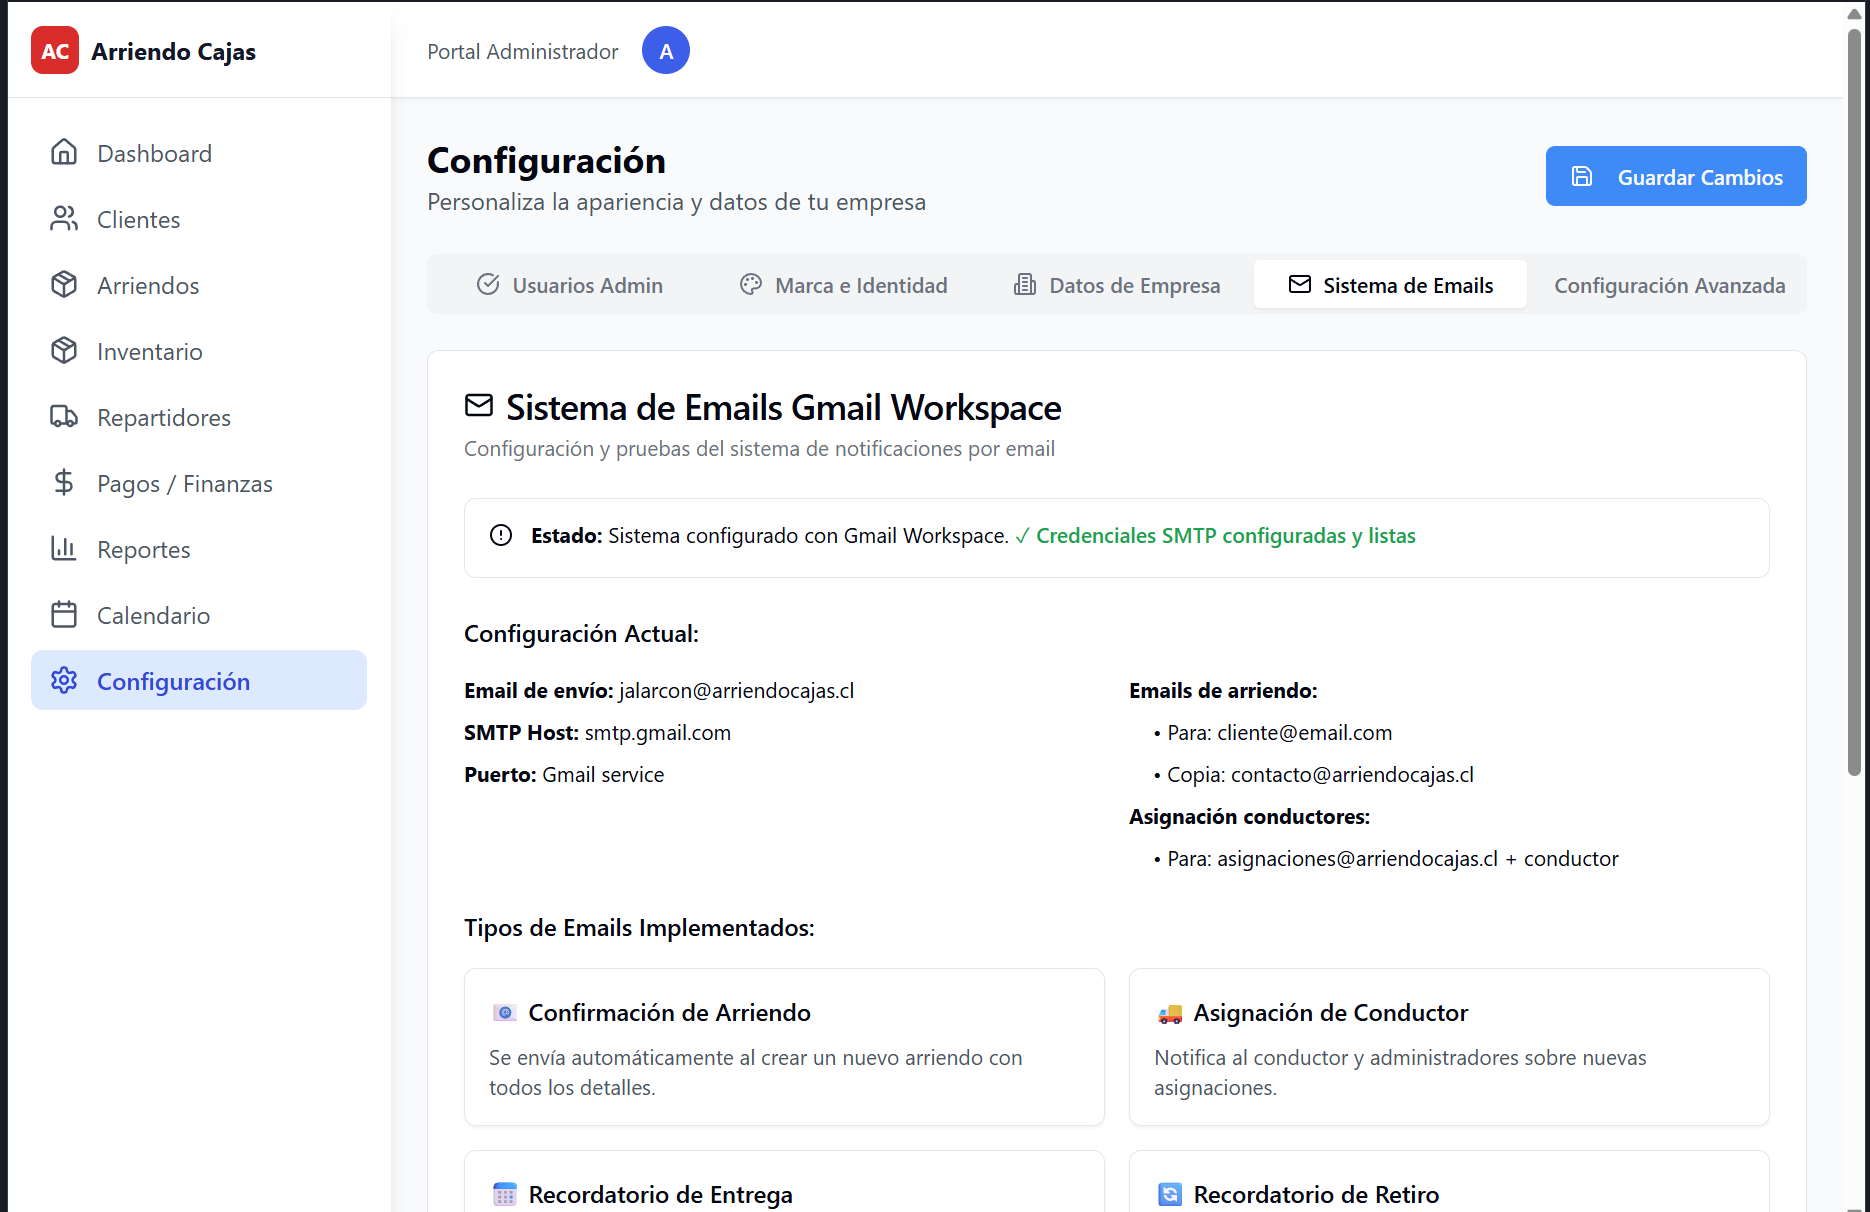 AC Arriendo Cajas
Portal Administrador A
Dashboard
Clientes
Arriendos
Inventario
Repartidores
Pagos / Finanzas
Reportes
Calendario
Configuración
Configuración
Personaliza la apariencia y datos de tu empresa
Guardar Cambios
Usuarios Admin
Marca e Identidad
Datos de Empresa
Sistema de Emails
Configuración Avanzada
Sistema de Emails Gmail Workspace
Configuración y pruebas del sistema de notificaciones por email
Estado: Sistema configurado con Gmail Workspace. ✓ Credenciales SMTP configuradas y listas
Configuración Actual:
Email de envío: jalarcon@arriendocajas.cl
SMTP Host: smtp.gmail.com
Puerto: Gmail service
Emails de arriendo:
• Para: cliente@email.com
• Copia: contacto@arriendocajas.cl
Asignación conductores:
• Para: asignaciones@arriendocajas.cl + conductor
Tipos de Emails Implementados:
Confirmación de Arriendo
Se envía automáticamente al crear un nuevo arriendo con
todos los detalles.
Asignación de Conductor
Notifica al conductor y administradores sobre nuevas
asignaciones.
Recordatorio de Entrega
Recordatorio de Retiro